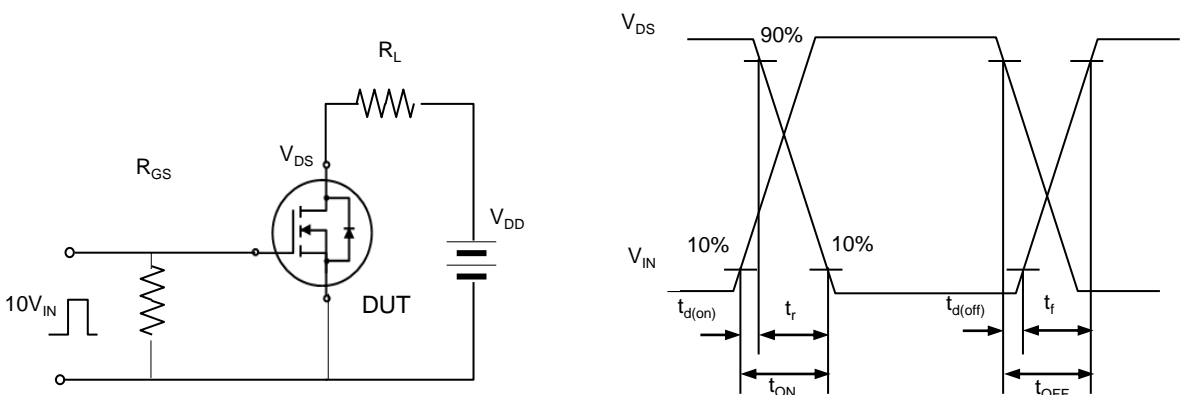 R_L
R_GS
V_DS
V_DD
10V_IN
DUT
V_DS
90%
V_IN
10%
10%
t_d(on)
t_r
t_d(off)
t_f
t_ON
t_OFF